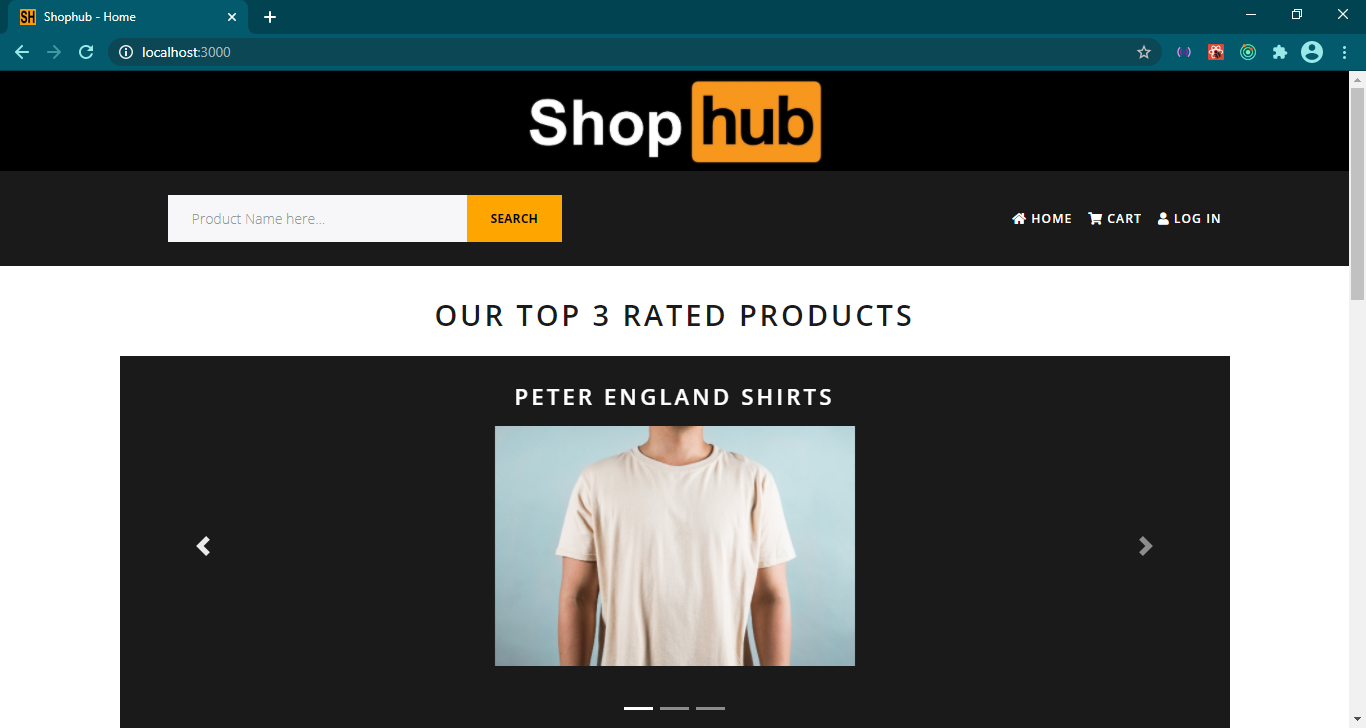 SH Shophub - Home
localhost:3000
Shop hub
Product Name here...
SEARCH
HOME CART LOG IN
OUR TOP 3 RATED PRODUCTS
PETER ENGLAND SHIRTS